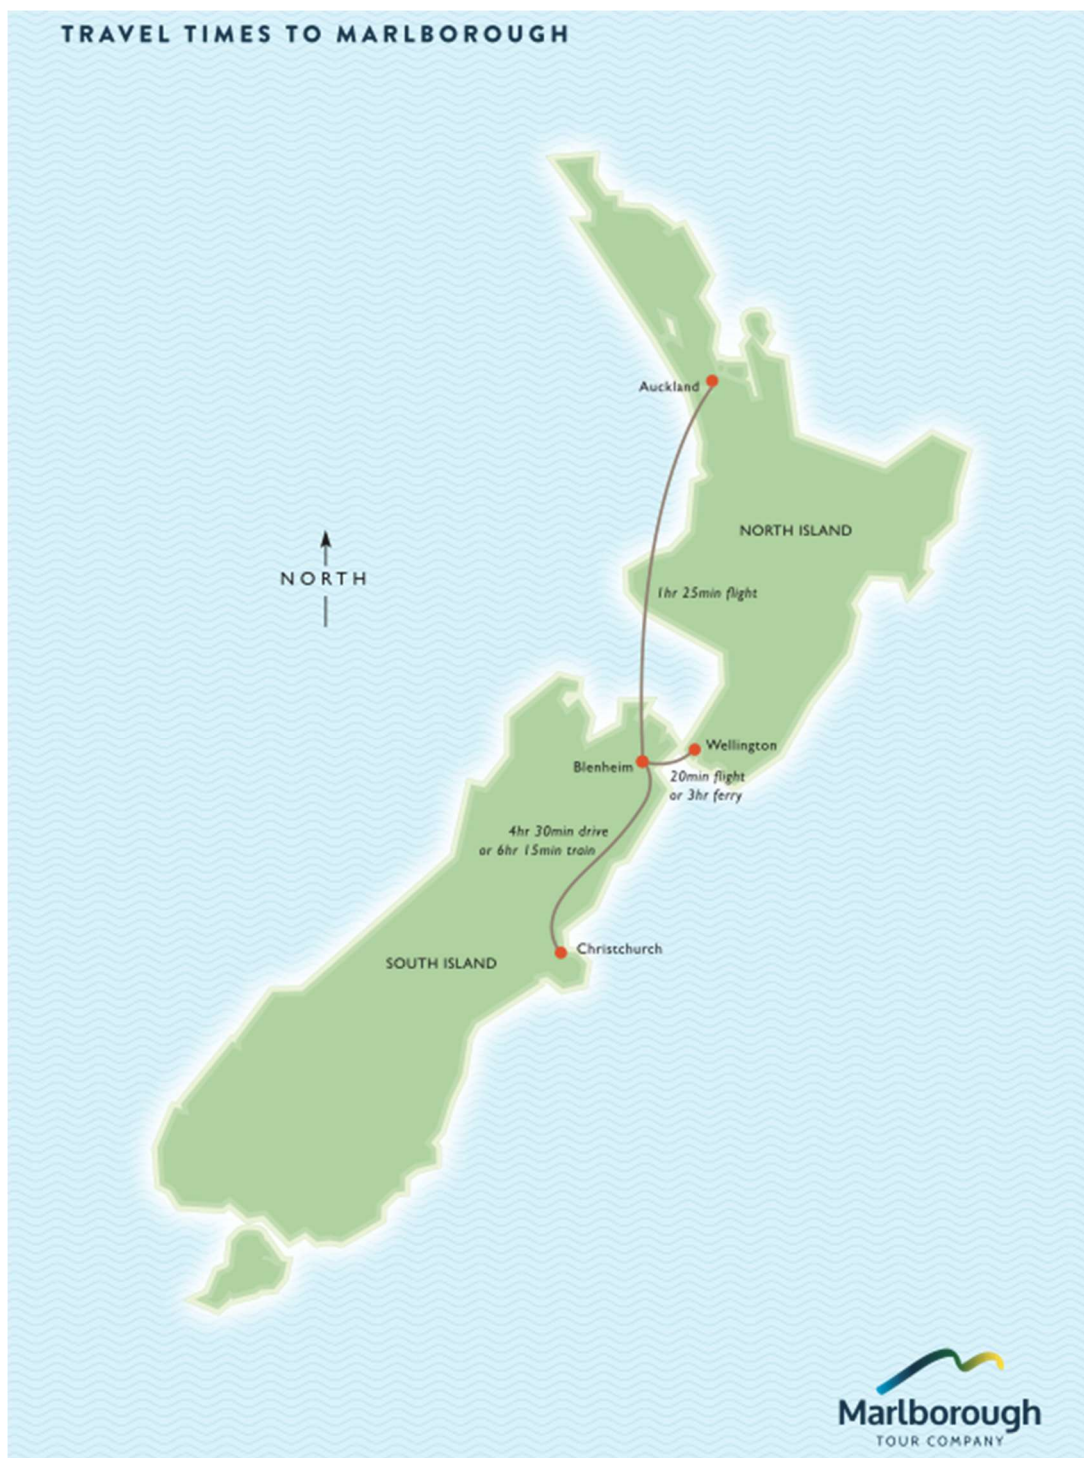 TRAVEL TIMES TO MARLBOROUGH
Auckland
NORTH ISLAND
NORTH
1hr 25min flight
Wellington
Blenheim
20min flight
or 3hr ferry
4hr 30min drive
or 6hr 15min train
Christchurch
SOUTH ISLAND
Marlborough
TOUR COMPANY